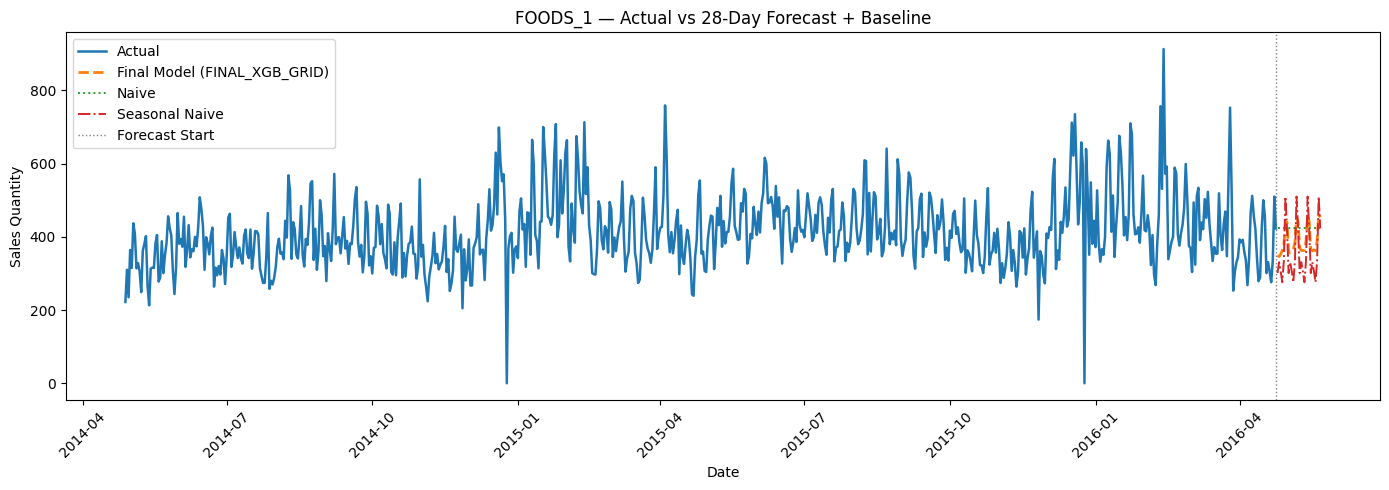 FOODS_1 — Actual vs 28-Day Forecast + Baseline
Actual
Final Model (FINAL_XGB_GRID)
Naive
Seasonal Naive
Forecast Start
Sales Quantity
800
600
400
200
0
2014-04
2014-07
2014-10
2015-01
2015-04
2015-07
2015-10
2016-01
2016-04
Date